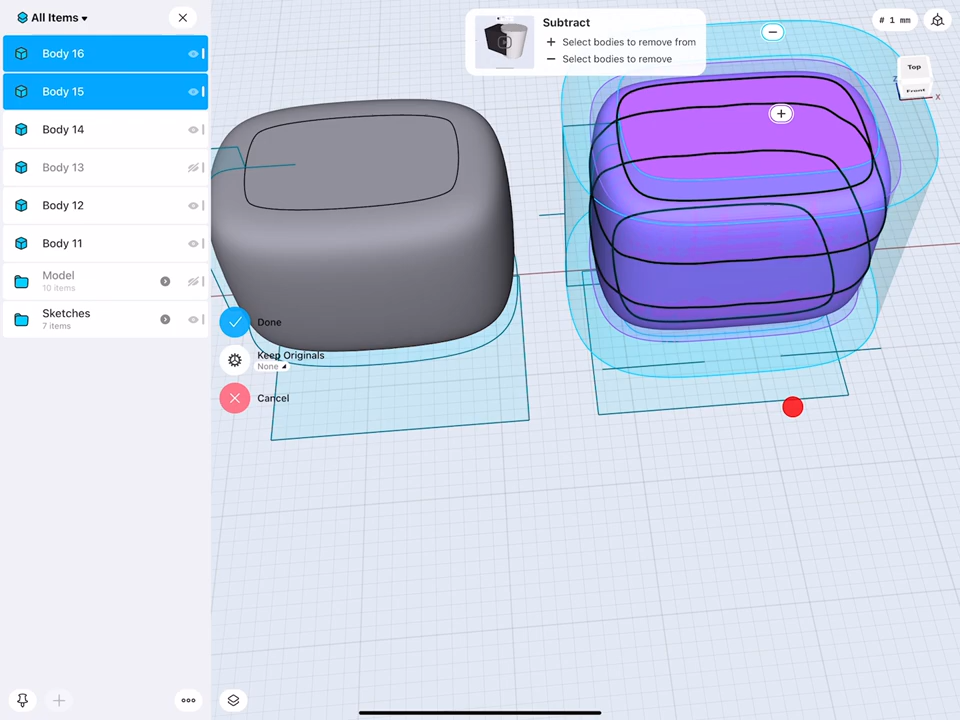 All Items
Body 16
Body 15
Body 14
Body 13
Body 12
Body 11
Model
10 items
Sketches
7 items
Subtract
+ Select bodies to remove from
− Select bodies to remove
# 1 mm
Top
Front
Z
X
Done
Keep Originals
None
Cancel